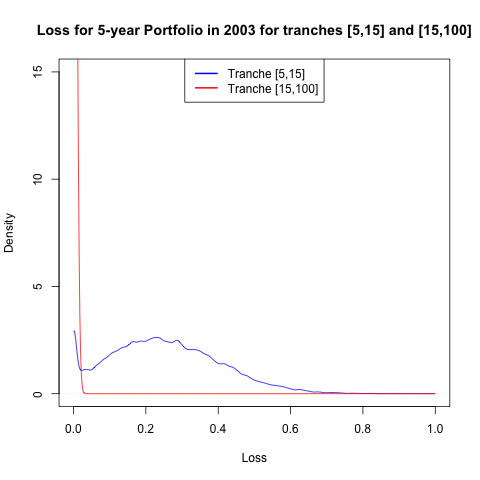 Loss for 5-year Portfolio in 2003 for tranches [5,15] and [15,100]
Tranche [5,15]
Tranche [15,100]
15
10
5
0
Density
0.0 0.2 0.4 0.6 0.8 1.0
Loss